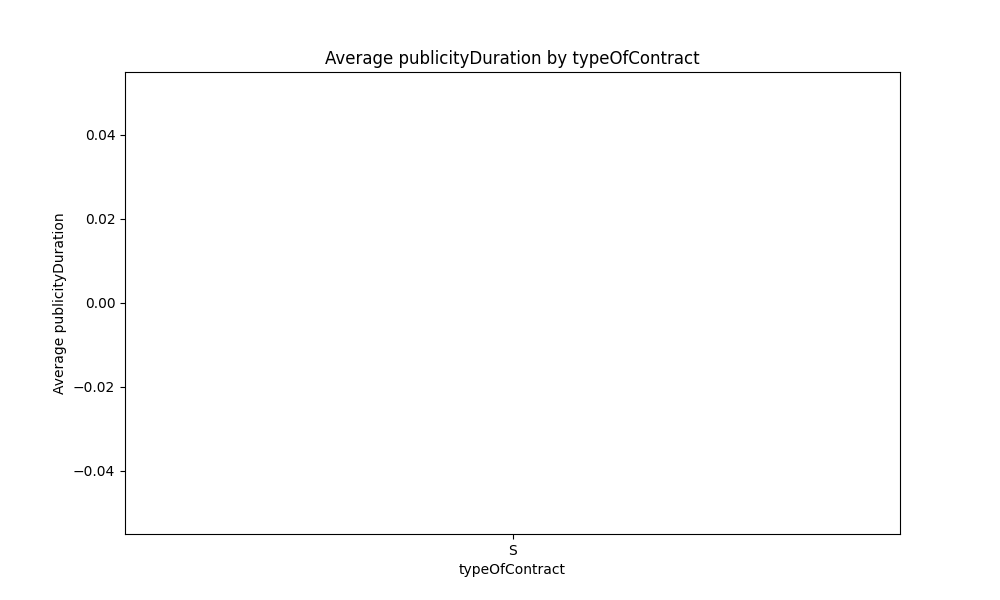 Average publicityDuration by typeOfContract
Average publicityDuration
0.04
0.02
0.00
−0.02
−0.04
S
typeOfContract